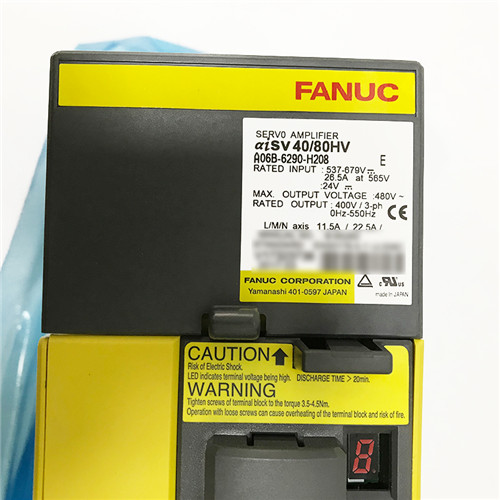 FANUC
SERVO AMPLIFIER
αiSV 40/80HV
A06B-6290-H208 E
RATED INPUT : 537-679V
26.5A at 565V
:24V
MAX. OUTPUT VOLTAGE :480V~
RATED OUTPUT : 400V / 3-ph
0Hz-550Hz
L/M/N axis 11.5A / 22.5A /
FANUC CORPORATION
Yamanashi 401-0597 JAPAN
made in JAPAN
CE
c UL us
CAUTION
Risk of Electric Shock.
LED indicates terminal voltage being high. DISCHARGE TIME > 20min.
WARNING
Tighten screws of terminal block to the torque 3.5-4.5Nm.
Operation with loose screws can cause overheating of the terminal block and risk of fire.
8